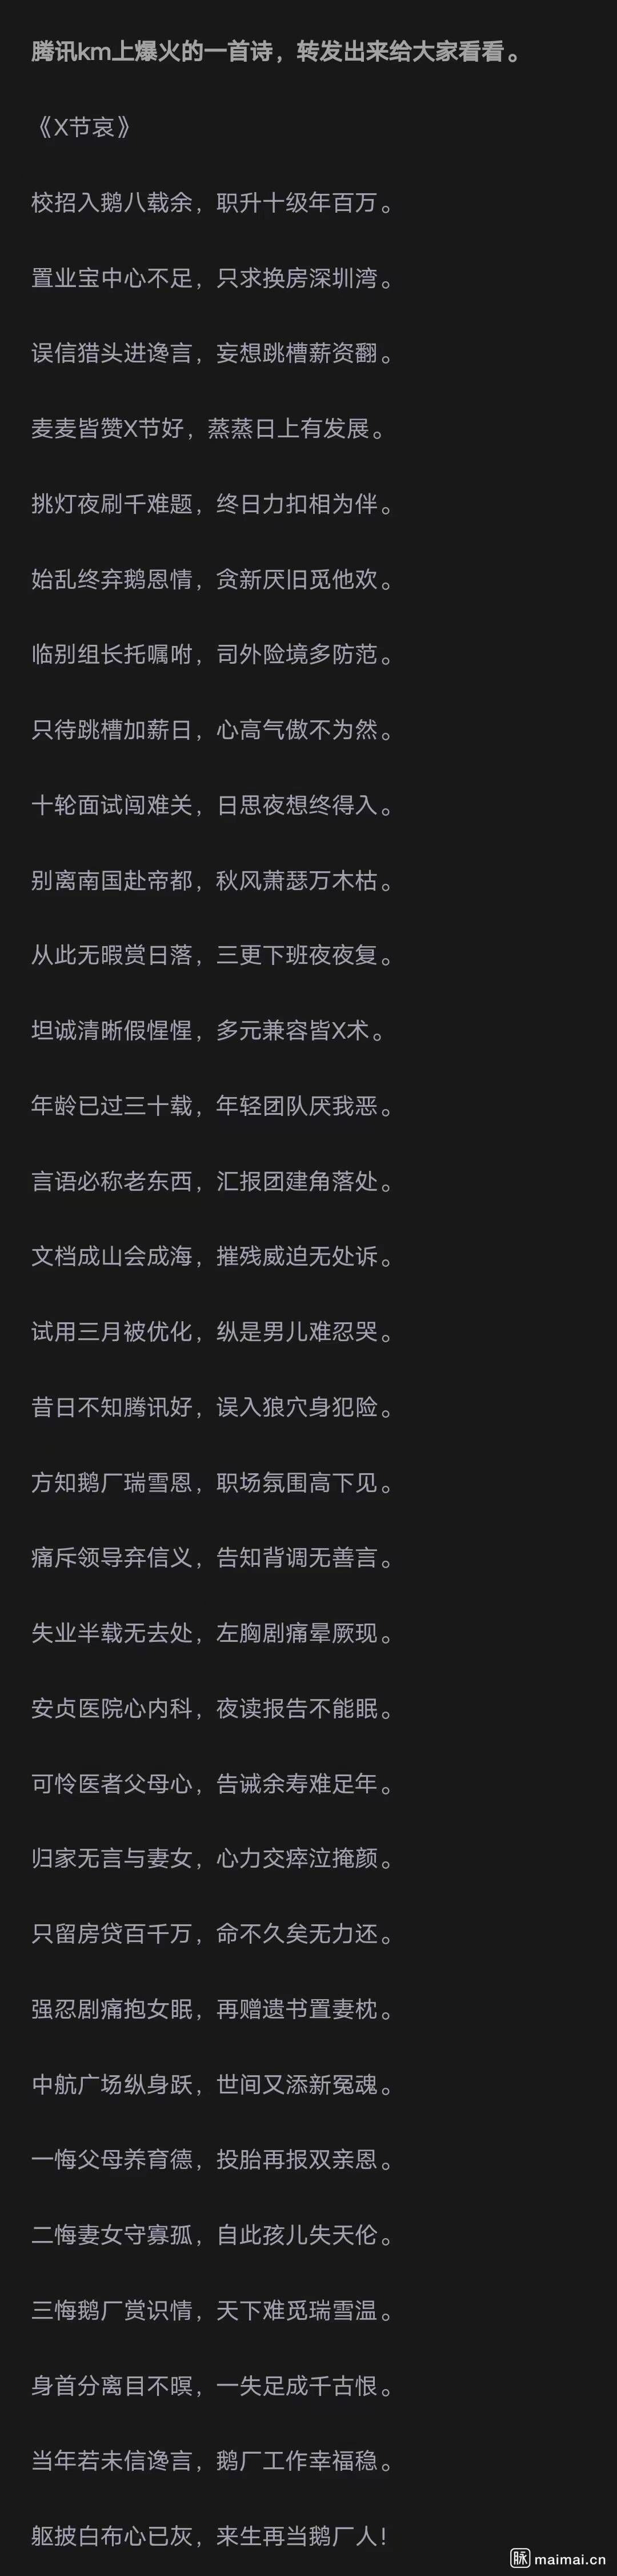 腾讯km上爆火的一首诗，转发出来给大家看看。
《X节哀》
校招入鹅八载余，职升十级年百万。
置业宝中心不足，只求换房深圳湾。
误信猎头进谗言，妄想跳槽薪资翻。
麦麦皆赞X节好，蒸蒸日上有发展。
挑灯夜刷千难题，终日力扣相为伴。
始乱终弃鹅恩情，贪新厌旧觅他欢。
临别组长托嘱咐，司外险境多防范。
只待跳槽加薪日，心高气傲不为然。
十轮面试闯难关，日思夜想终得入。
别离南国赴帝都，秋风萧瑟万木枯。
从此无暇赏日落，三更下班夜夜复。
坦诚清晰假惺惺，多元兼容皆X术。
年龄已过三十载，年轻团队厌我恶。
言语必称老东西，汇报团建角落处。
文档成山会成海，摧残威迫无处诉。
试用三月被优化，纵是男儿难忍哭。
昔日不知腾讯好，误入狼穴身犯险。
方知鹅厂瑞雪恩，职场氛围高下见。
痛斥领导弃信义，告知背调无善言。
失业半载无去处，左胸剧痛晕厥现。
安贞医院心内科，夜读报告不能眠。
可怜医者父母心，告诫余寿难足年。
归家无言与妻女，心力交瘁泣掩颜。
只留房贷百千万，命不久矣无力还。
强忍剧痛抱女眠，再赠遗书置妻枕。
中航广场纵身跃，世间又添新冤魂。
一悔父母养育德，投胎再报双亲恩。
二悔妻女守寡孤，自此孩儿失天伦。
三悔鹅厂赏识情，天下难觅瑞雪温。
身首分离目不暝，一失足成千古恨。
当年若未信谗言，鹅厂工作幸福稳。
躯披白布心已灰，来生再当鹅厂人！
脉 maimai.cn